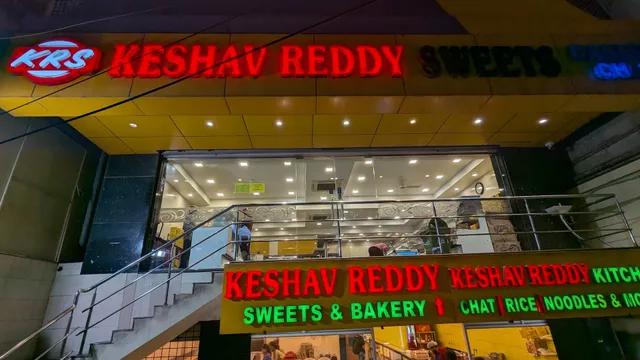 KRS KESHAV REDDY SWEETS
KESHAV REDDY
SWEETS & BAKERY ↑
KESHAV REDDY KITCH
CHAT | RICE | NOODLES & MO